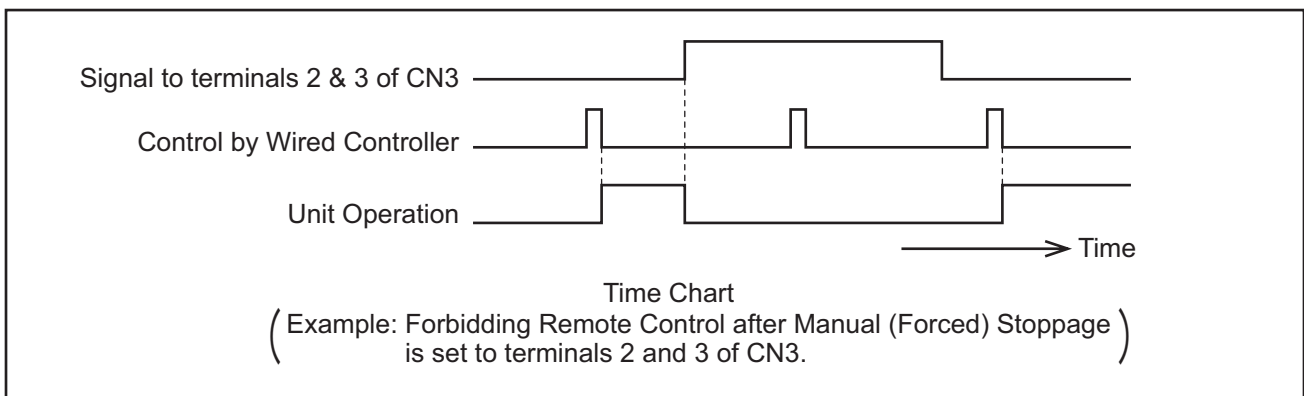 Signal to terminals 2 & 3 of CN3
Control by Wired Controller
Unit Operation
Time
Time Chart
Example: Forbidding Remote Control after Manual (Forced) Stoppage
is set to terminals 2 and 3 of CN3.